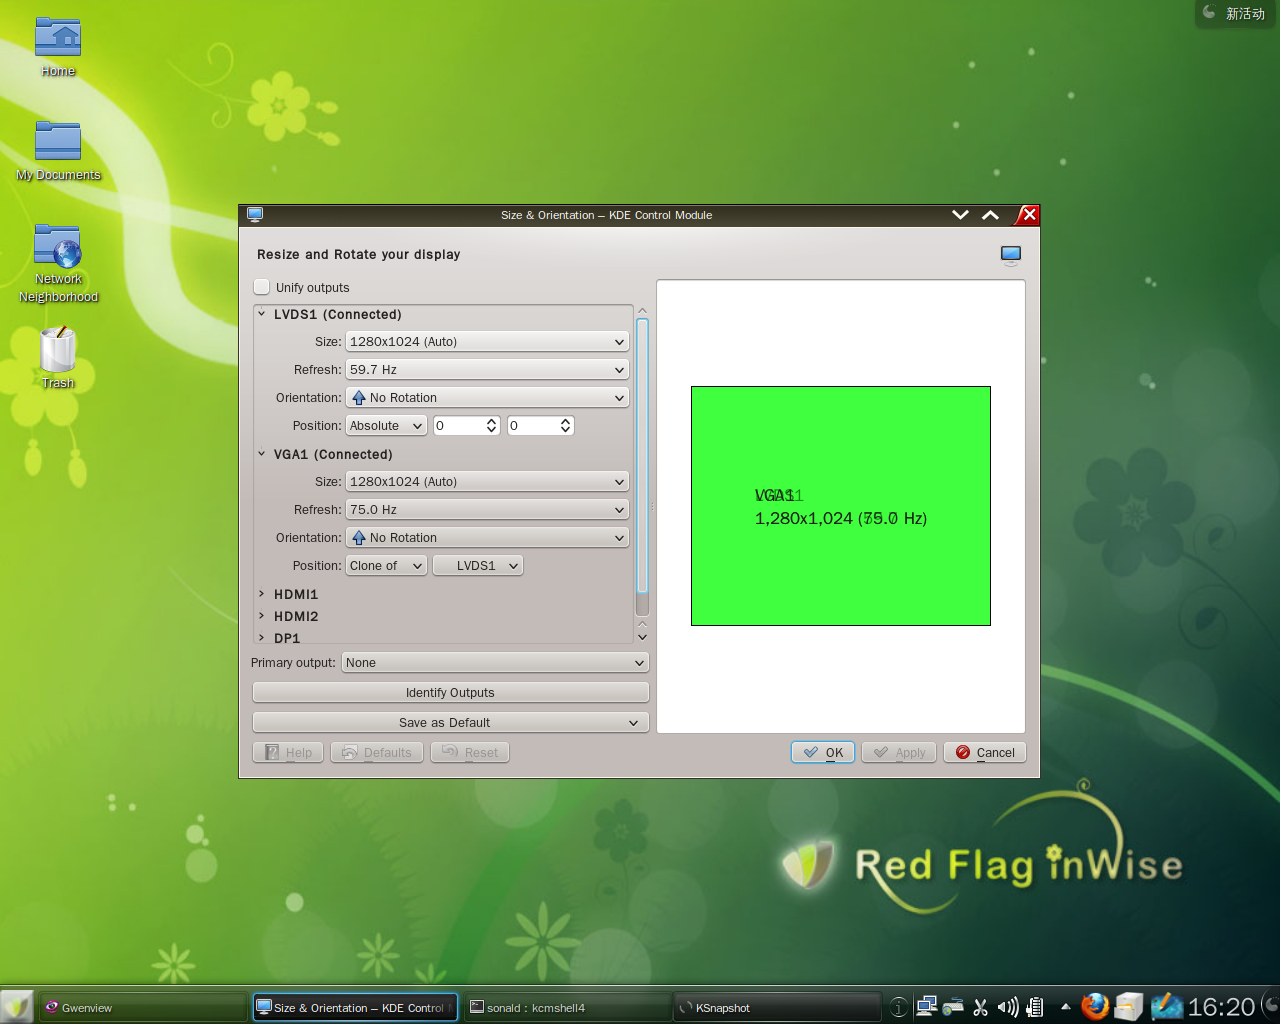 新活动
Home
My Documents
Network
Neighborhood
Trash
Size & Orientation – KDE Control Module
Resize and Rotate your display
Unify outputs
LVDS1 (Connected)
Size: 1280x1024 (Auto)
Refresh: 59.7 Hz
Orientation: No Rotation
Position: Absolute 0 0
VGA1 (Connected)
Size: 1280x1024 (Auto)
Refresh: 75.0 Hz
Orientation: No Rotation
Position: Clone of LVDS1
HDMI1
HDMI2
DP1
Primary output: None
Identify Outputs
Save as Default
Help Defaults Reset OK Apply Cancel
VGA1
1,280x1,024 (75.0 Hz)
Red Flag inWise
Gwenview
Size & Orientation – KDE Control
sonald : kcmshell4
KSnapshot
16:20